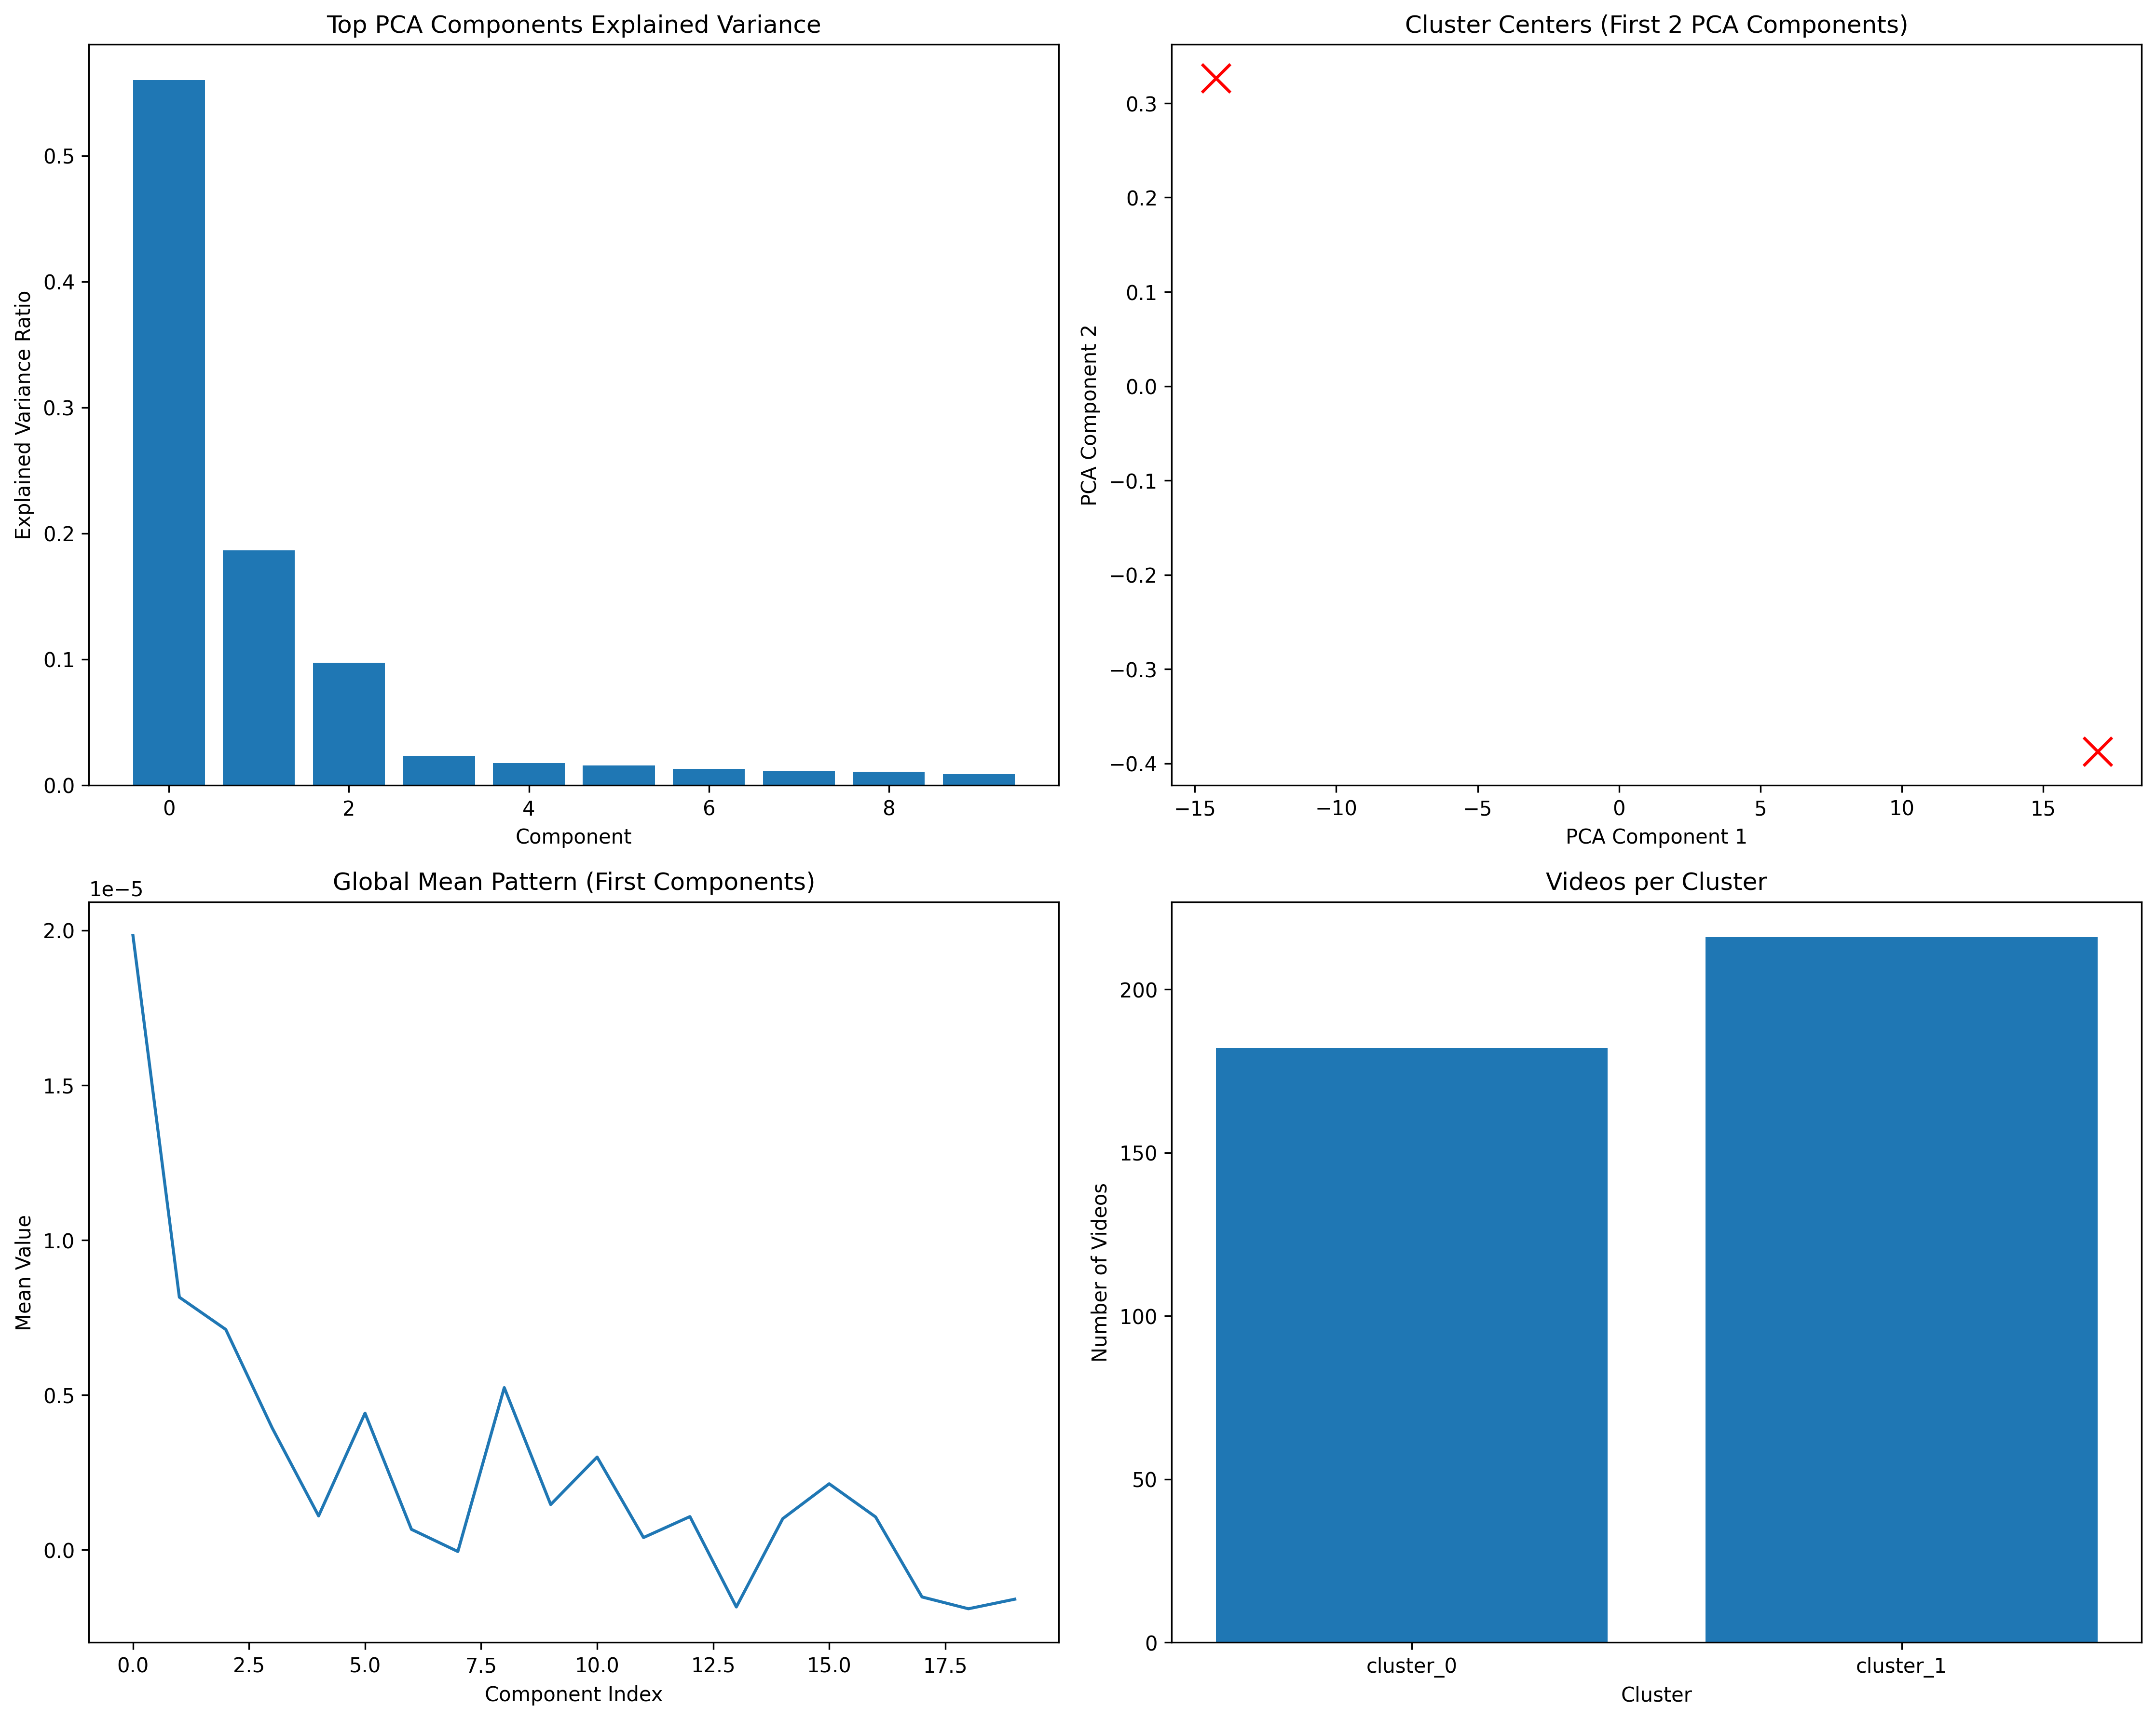 Top PCA Components Explained Variance
Explained Variance Ratio
0.5
0.4
0.3
0.2
0.1
0.0
0 2 4 6 8
Component
Cluster Centers (First 2 PCA Components)
PCA Component 2
0.3
0.2
0.1
0.0
−0.1
−0.2
−0.3
−0.4
−15 −10 −5 0 5 10 15
PCA Component 1
Global Mean Pattern (First Components)
1e−5
Mean Value
2.0
1.5
1.0
0.5
0.0
0.0 2.5 5.0 7.5 10.0 12.5 15.0 17.5
Component Index
Videos per Cluster
Number of Videos
200
150
100
50
0
cluster_0 cluster_1
Cluster